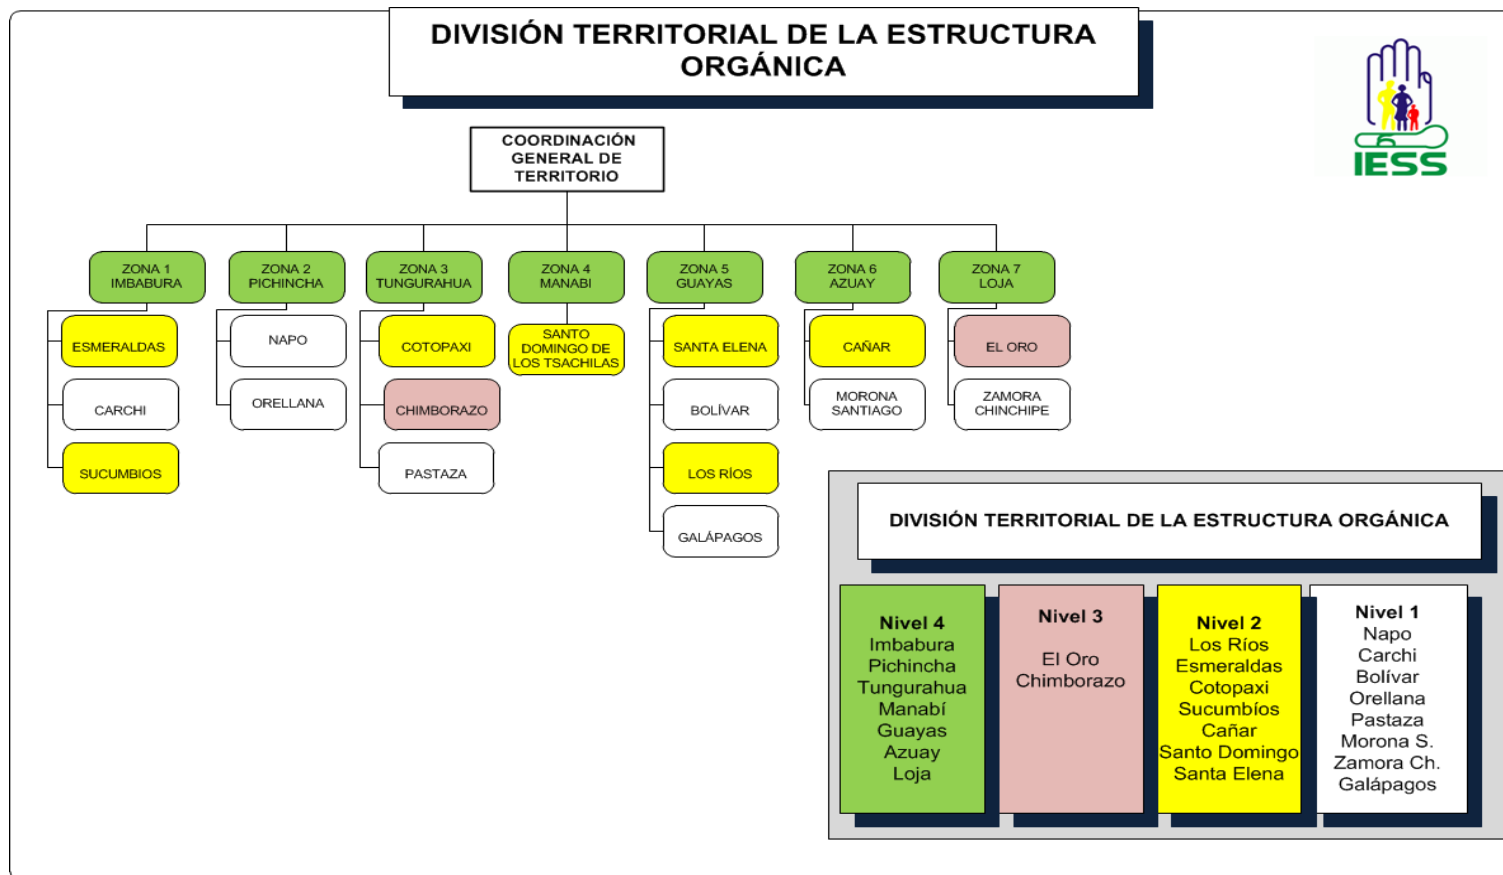 DIVISIÓN TERRITORIAL DE LA ESTRUCTURA
ORGÁNICA
IESS
COORDINACIÓN
GENERAL DE
TERRITORIO
ZONA 1
IMBABURA
ZONA 2
PICHINCHA
ZONA 3
TUNGURAHUA
ZONA 4
MANABI
ZONA 5
GUAYAS
ZONA 6
AZUAY
ZONA 7
LOJA
ESMERALDAS
CARCHI
SUCUMBIOS
NAPO
ORELLANA
COTOPAXI
CHIMBORAZO
PASTAZA
SANTO
DOMINGO DE
LOS TSACHILAS
SANTA ELENA
BOLÍVAR
LOS RÍOS
GALÁPAGOS
CAÑAR
MORONA
SANTIAGO
EL ORO
ZAMORA
CHINCHIPE
DIVISIÓN TERRITORIAL DE LA ESTRUCTURA ORGÁNICA
Nivel 4
Imbabura
Pichincha
Tungurahua
Manabí
Guayas
Azuay
Loja
Nivel 3
El Oro
Chimborazo
Nivel 2
Los Ríos
Esmeraldas
Cotopaxi
Sucumbíos
Cañar
Santo Domingo
Santa Elena
Nivel 1
Napo
Carchi
Bolívar
Orellana
Pastaza
Morona S.
Zamora Ch.
Galápagos